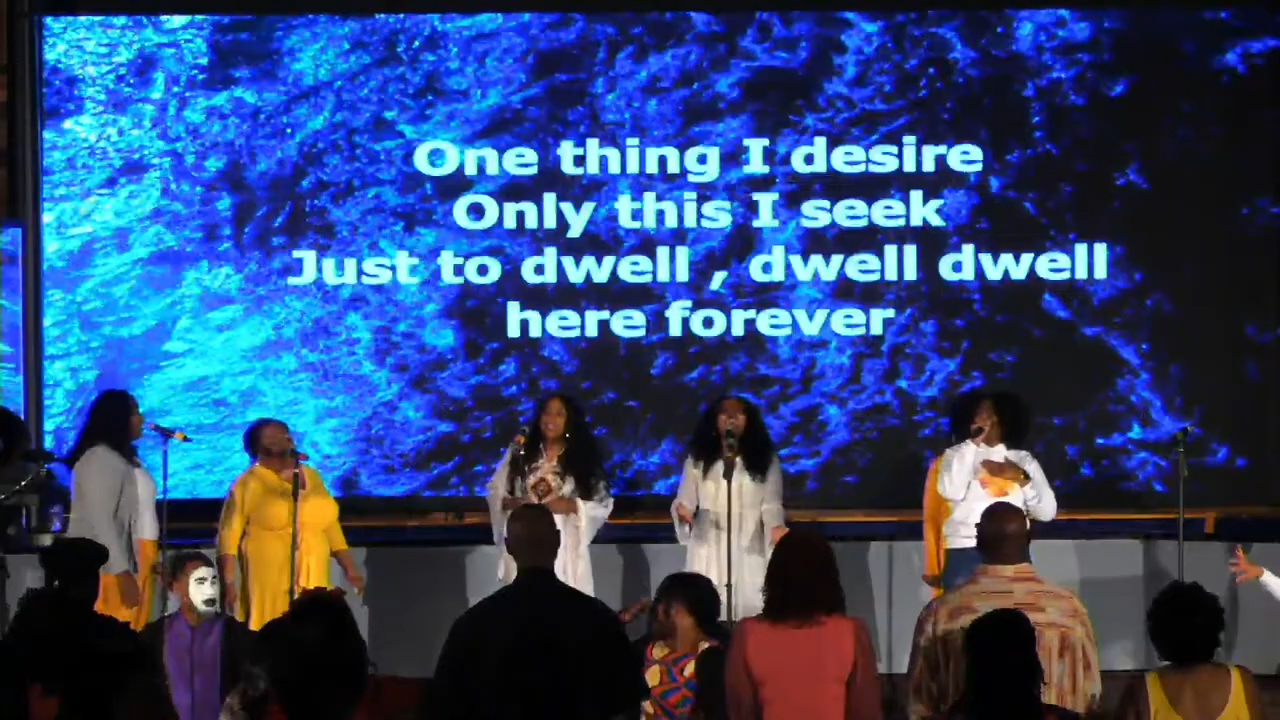 One thing I desire
Only this I seek
Just to dwell , dwell dwell
here forever